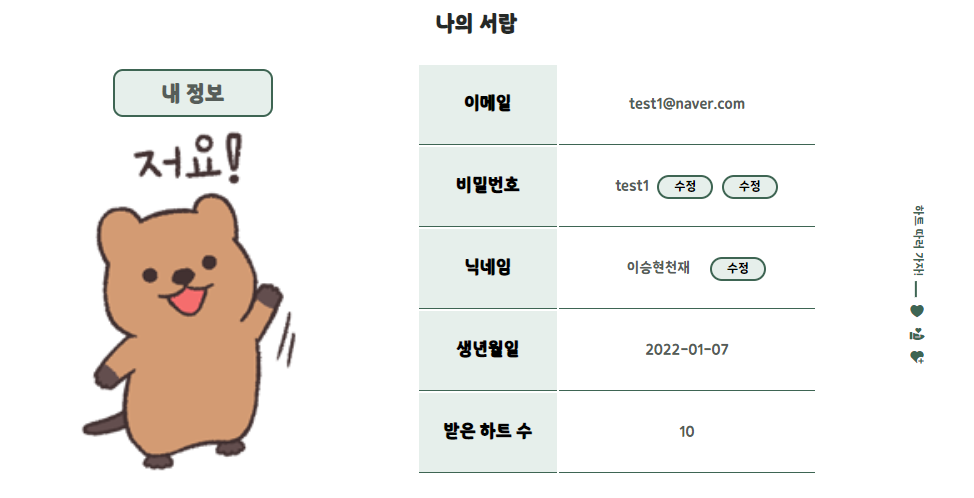 나의 서랍
내 정보
저요!
이메일 test1@naver.com
비밀번호 test1 수정 수정
닉네임 이승현천재 수정
생년월일 2022-01-07
받은 하트 수 10
하트 따러 가자!